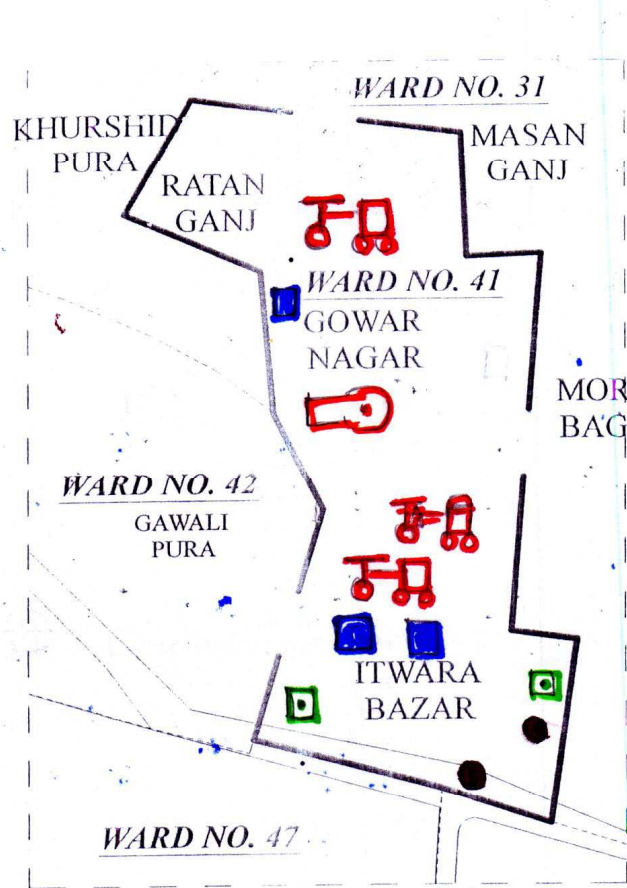 WARD NO. 31
KHURSHID
PURA
MASAN
GANJ
RATAN
GANJ
WARD NO. 41
GOWAR
NAGAR
MOR
BAG
WARD NO. 42
GAWALI
PURA
ITWARA
BAZAR
WARD NO. 47